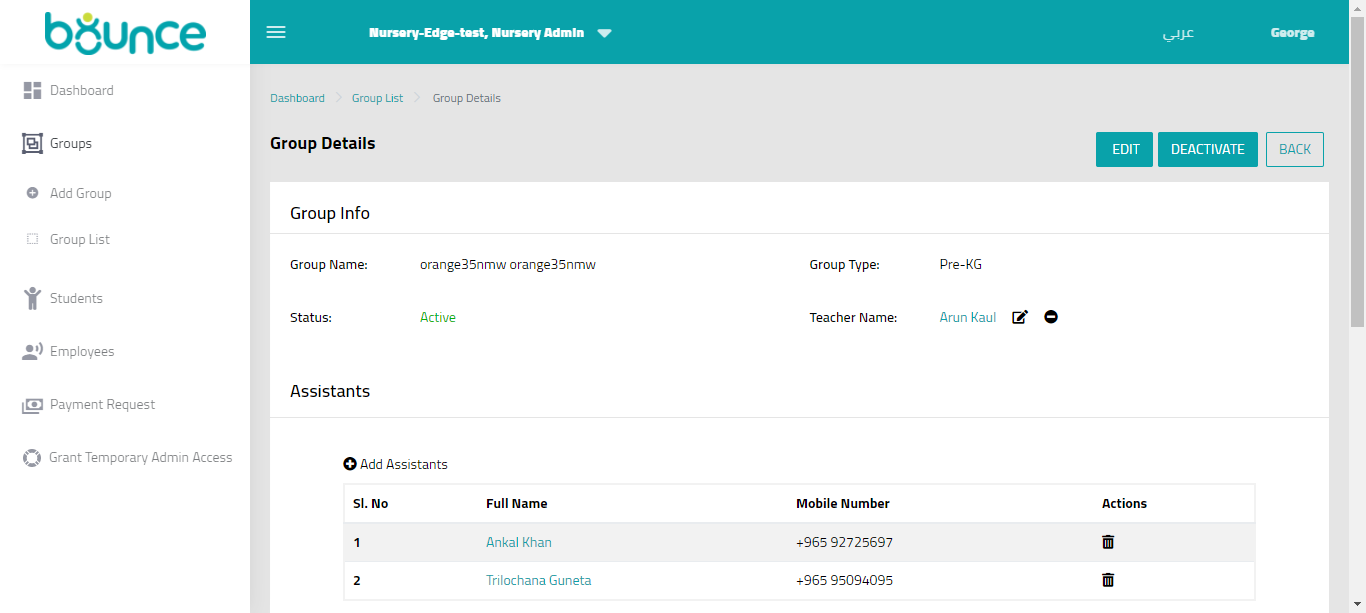 bounce
Nursery-Edge-test, Nursery Admin
عربي
George
Dashboard
Groups
Add Group
Group List
Students
Employees
Payment Request
Grant Temporary Admin Access
Dashboard Group List Group Details
Group Details
EDIT DEACTIVATE BACK
Group Info
Group Name: orange35nmw orange35nmw Group Type: Pre-KG
Status: Active Teacher Name: Arun Kaul
Assistants
Add Assistants
Sl. No Full Name Mobile Number Actions
1 Ankal Khan +965 92725697
2 Trilochana Guneta +965 95094095